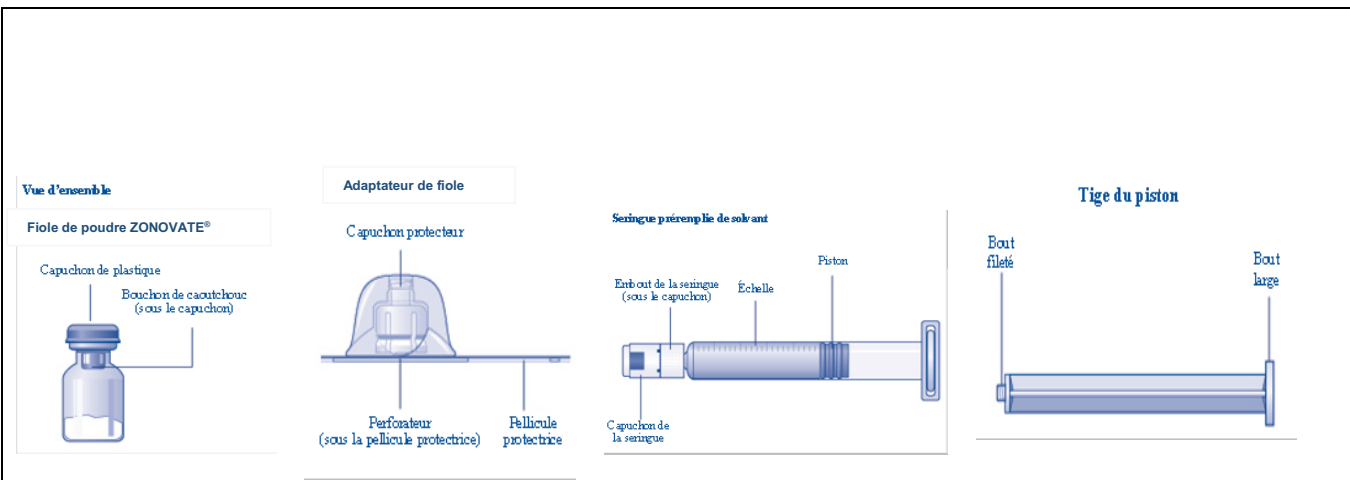 Vue d'ensemble
Fiole de poudre ZONOVATE®
Capuchon de plastique
Bouchon de caoutchouc
(sous le capuchon)
Adaptateur de fiole
Capuchon protecteur
Perforateur
(sous la pellicule protectrice)
Pellicule
protectrice
Seringue préremplie de solvant
Embout de la seringue
(sous le capuchon)
Échelle
Piston
Capuchon de
la seringue
Tige du piston
Bout
fileté
Bout
large